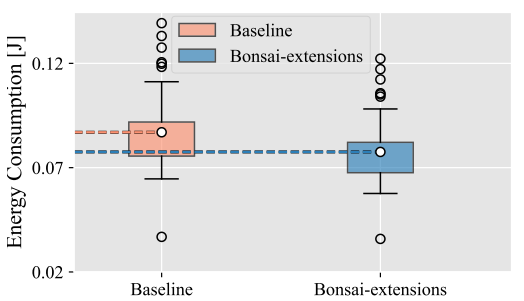 Baseline
Bonsai-extensions
Energy Consumption [J]
0.12
0.07
0.02
Baseline
Bonsai-extensions